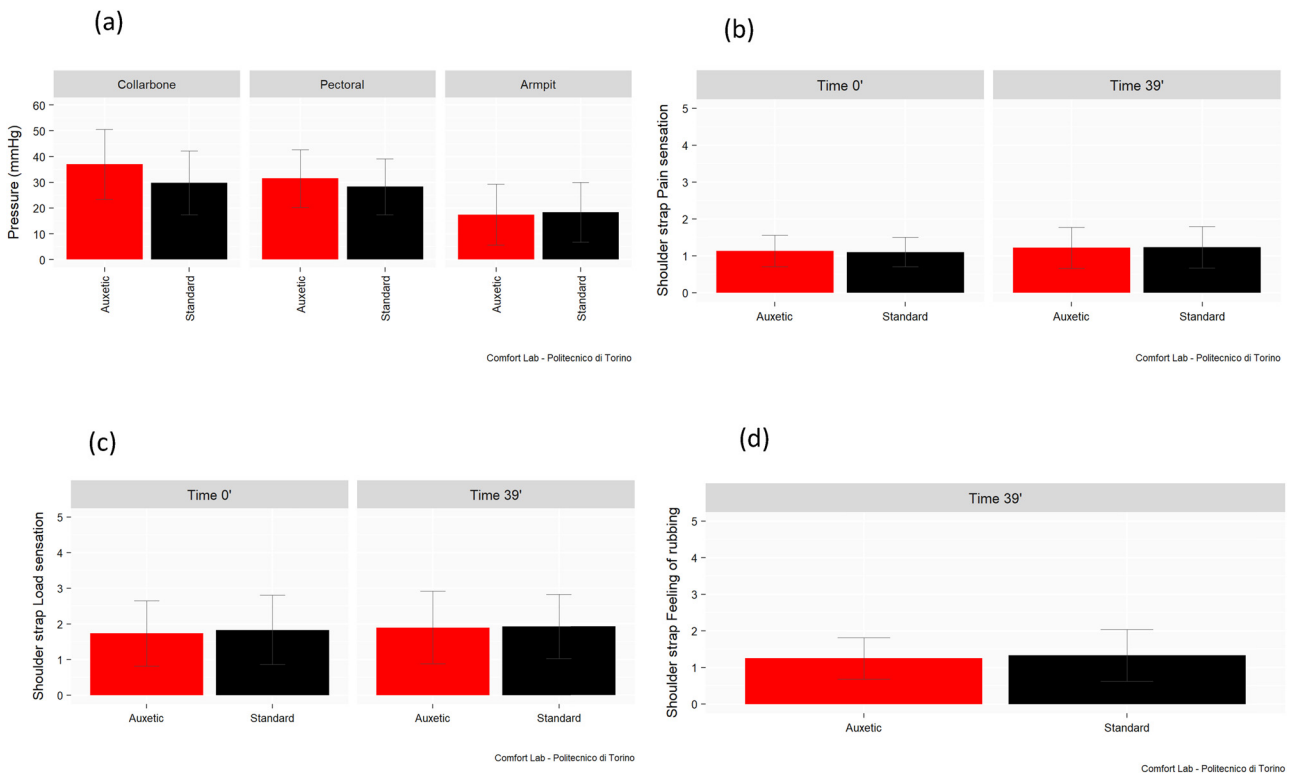 (a)
Collarbone Pectoral Armpit
Pressure (mmHg)
60
50
40
30
20
10
0
Auxetic Standard Auxetic Standard Auxetic Standard
Comfort Lab - Politecnico di Torino
(b)
Time 0' Time 39'
Shoulder strap Pain sensation
5
4
3
2
1
0
Auxetic Standard Auxetic Standard
Comfort Lab - Politecnico di Torino
(c)
Time 0' Time 39'
Shoulder strap Load sensation
5
4
3
2
1
0
Auxetic Standard Auxetic Standard
Comfort Lab - Politecnico di Torino
(d)
Time 39'
Shoulder strap Feeling of rubbing
5
4
3
2
1
0
Auxetic Standard
Comfort Lab - Politecnico di Torino